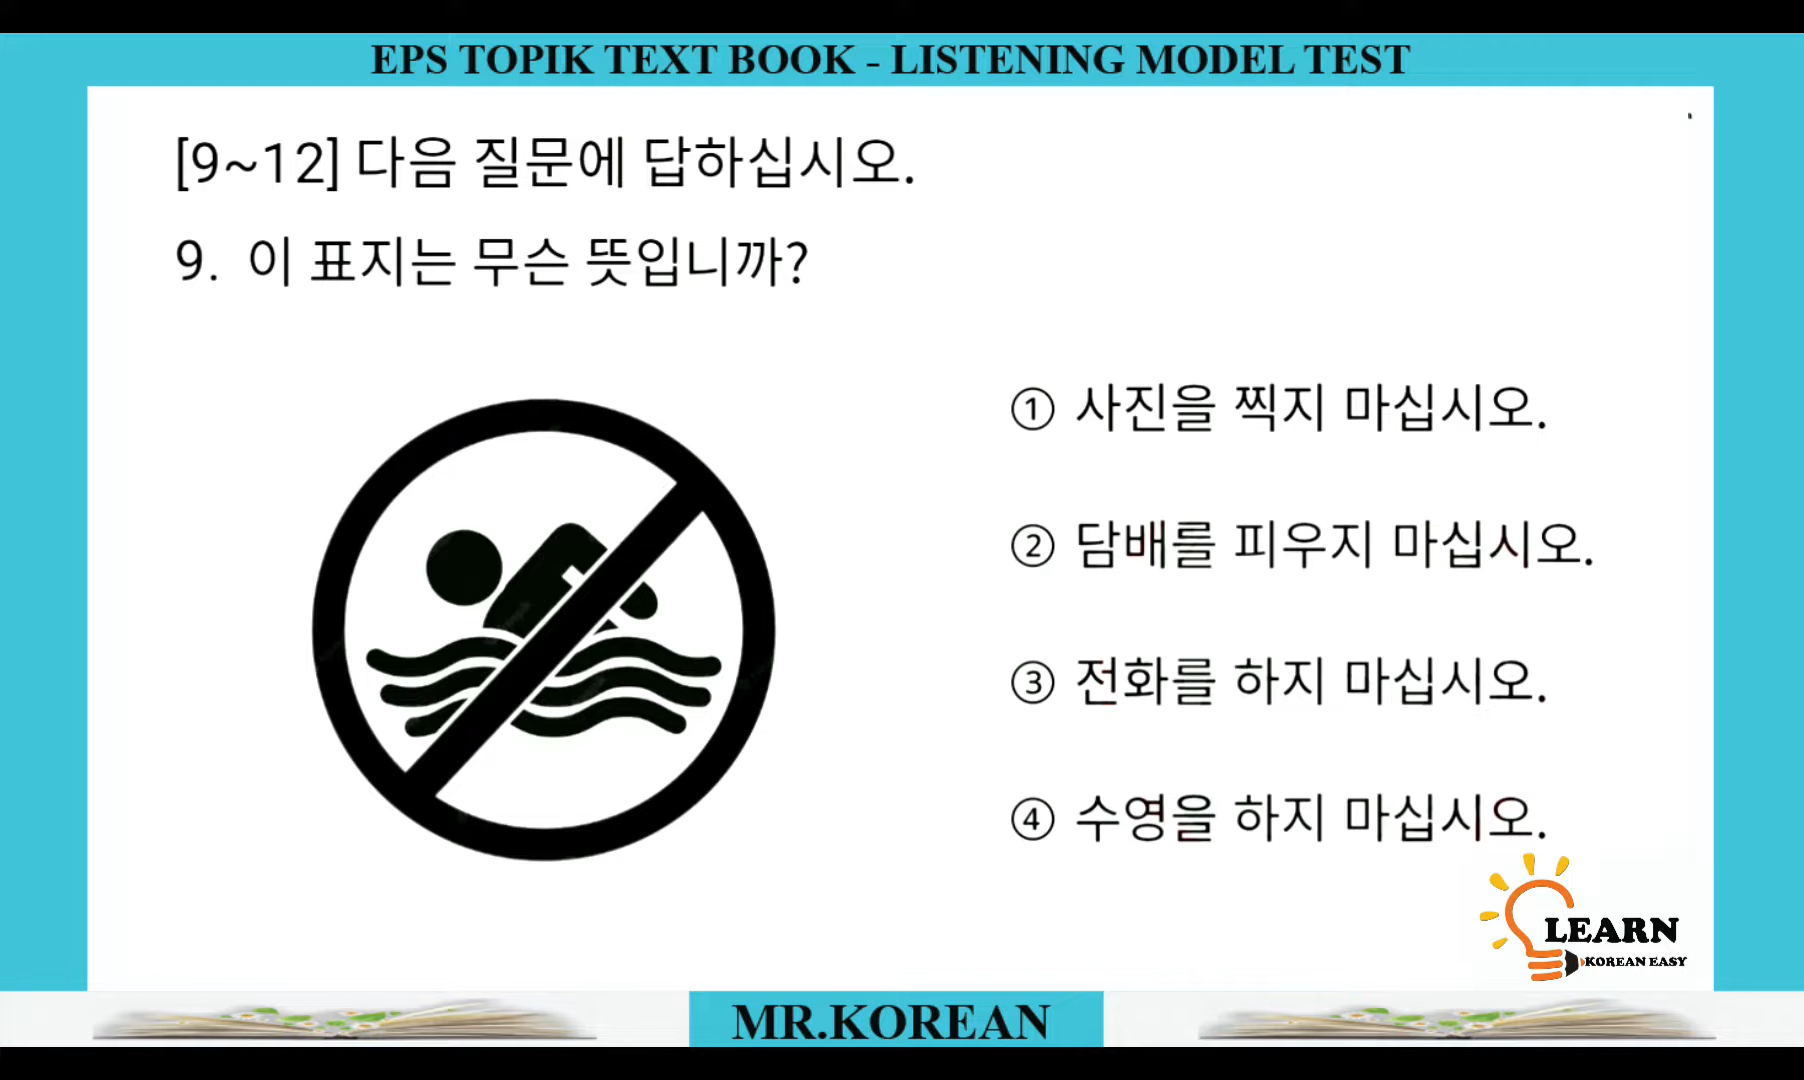 EPS TOPIK TEXT BOOK - LISTENING MODEL TEST
[9~12] 다음 질문에 답하십시오.
9. 이 표지는 무슨 뜻입니까?
① 사진을 찍지 마십시오.
② 담배를 피우지 마십시오.
③ 전화를 하지 마십시오.
④ 수영을 하지 마십시오.
LEARN
KOREAN EASY
MR.KOREAN